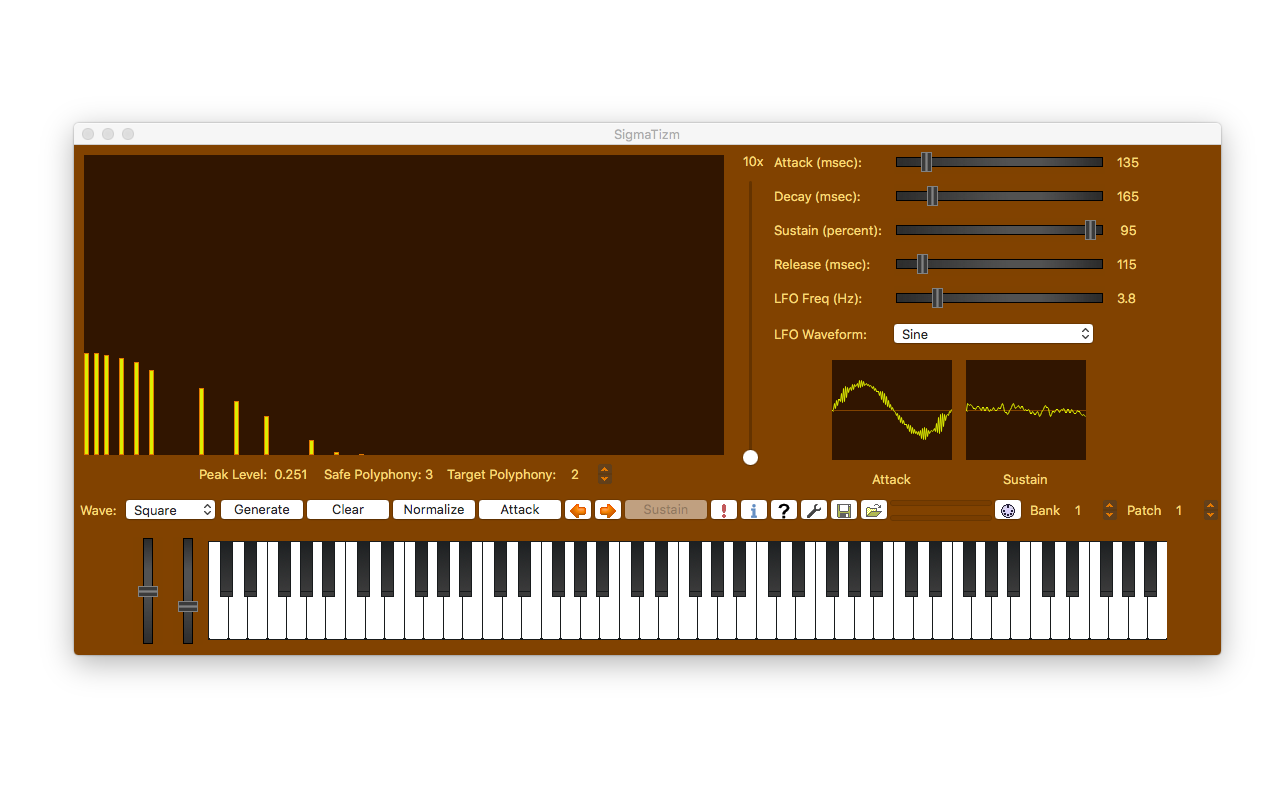 SigmaTizm
10x
Attack (msec): 135
Decay (msec): 165
Sustain (percent): 95
Release (msec): 115
LFO Freq (Hz): 3.8
LFO Waveform: Sine
Attack Sustain
Peak Level: 0.251 Safe Polyphony: 3 Target Polyphony: 2
Wave: Square Generate Clear Normalize Attack Sustain ! i ? Bank 1 Patch 1